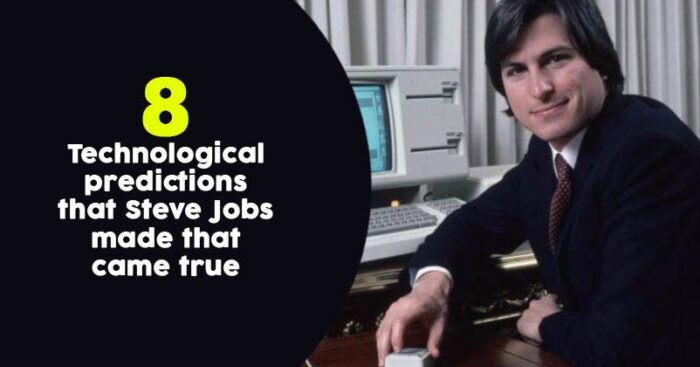 8
Technological
predictions
that Steve Jobs
made that
came true